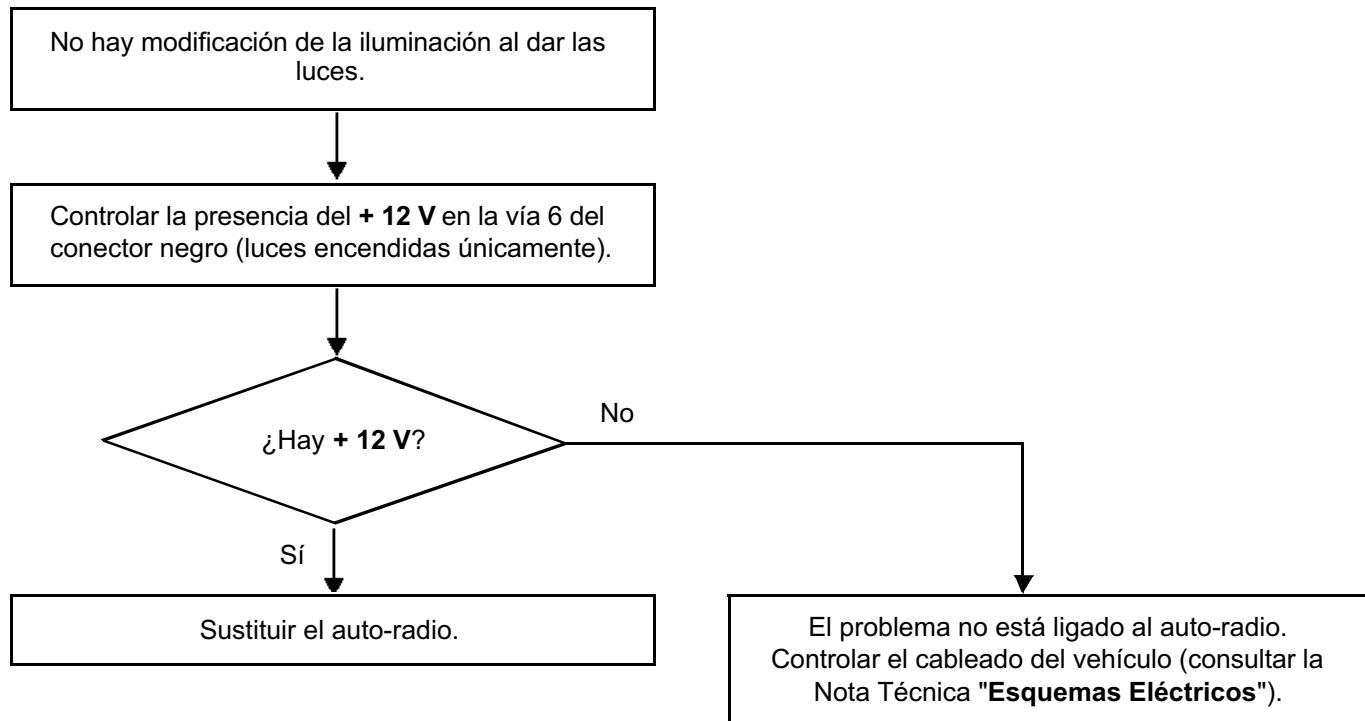 No hay modificación de la iluminación al dar las
luces.
Controlar la presencia del + 12 V en la vía 6 del
conector negro (luces encendidas únicamente).
¿Hay + 12 V?
No
Sí
Sustituir el auto-radio.
El problema no está ligado al auto-radio.
Controlar el cableado del vehículo (consultar la
Nota Técnica "Esquemas Eléctricos").